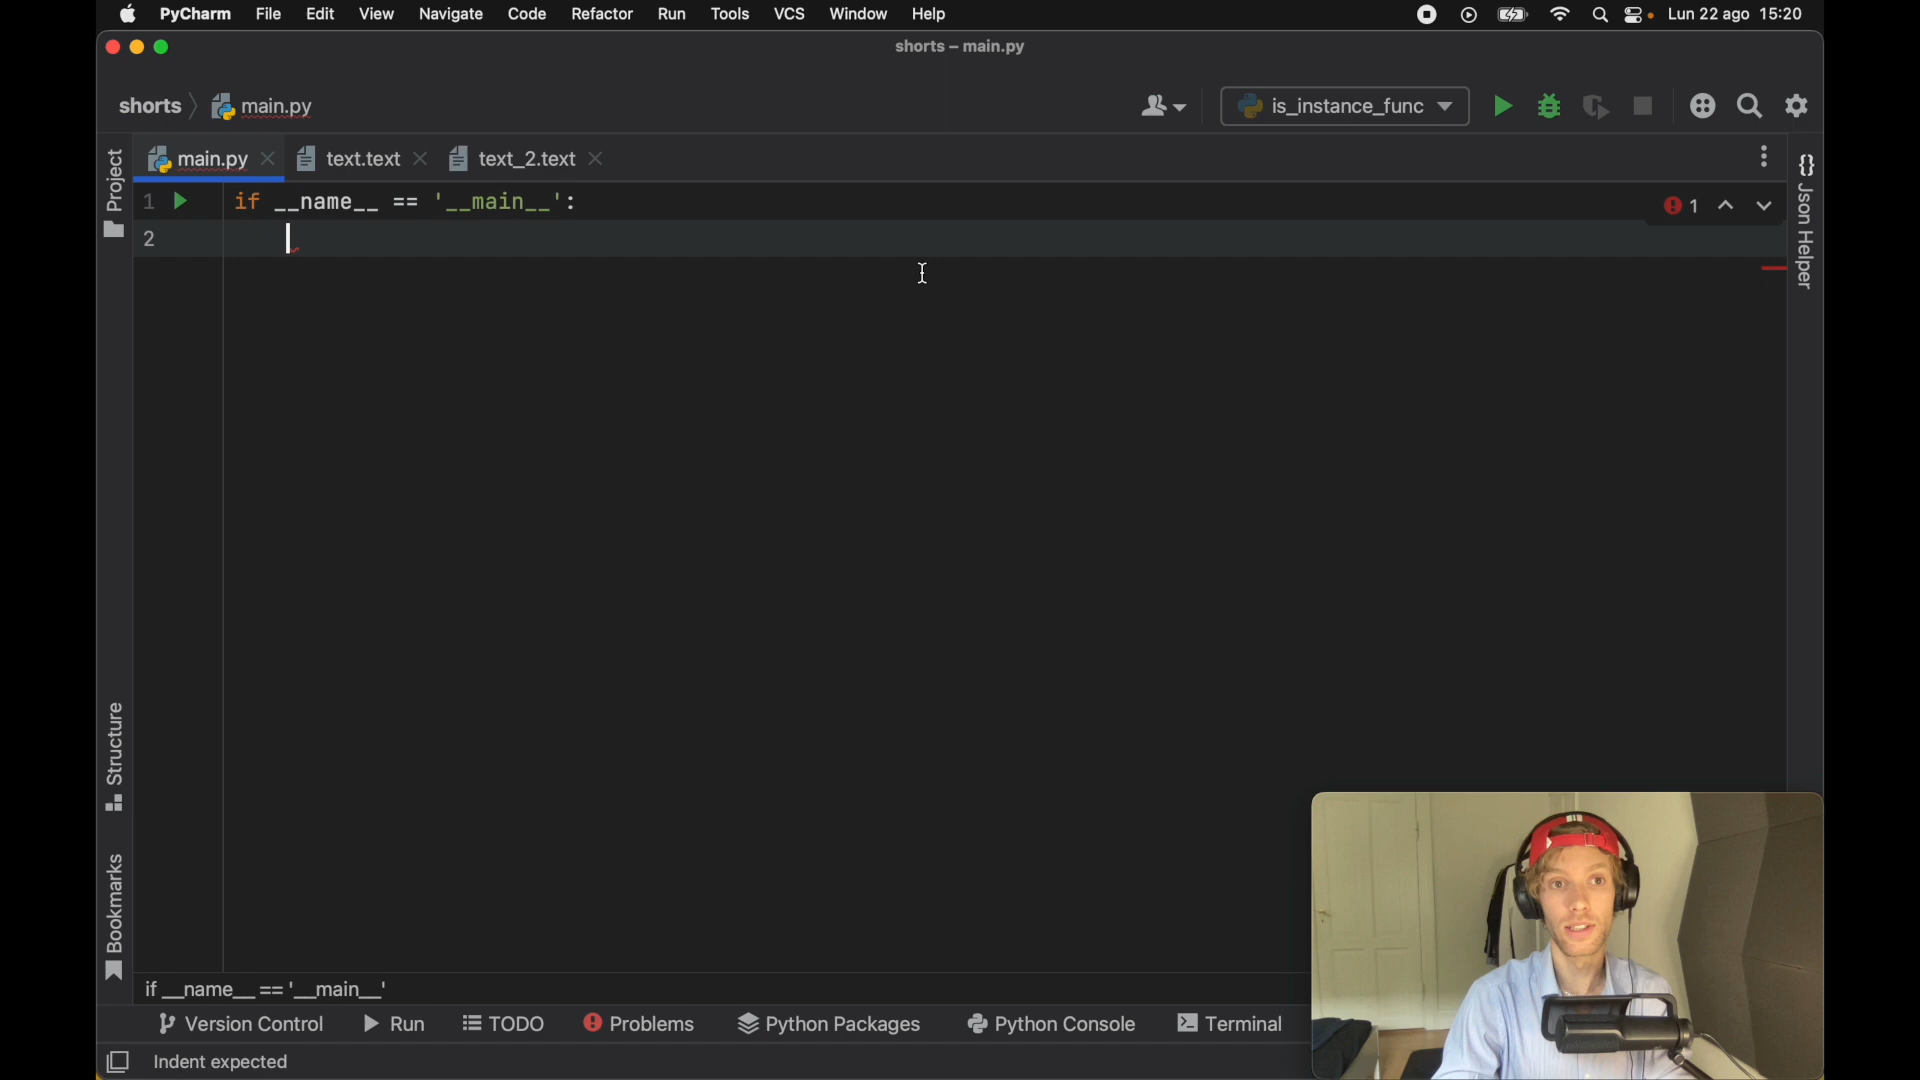 PyCharm File Edit View Navigate Code Refactor Run Tools VCS Window Help Lun 22 ago 15:20
shorts – main.py
shorts main.py is_instance_func
main.py text.text text_2.text
Project
{} Json Helper
1 if __name__ == '__main__': 1
2
Structure
Bookmarks
if __name__ == '__main__'
Version Control Run TODO Problems Python Packages Python Console Terminal
Indent expected